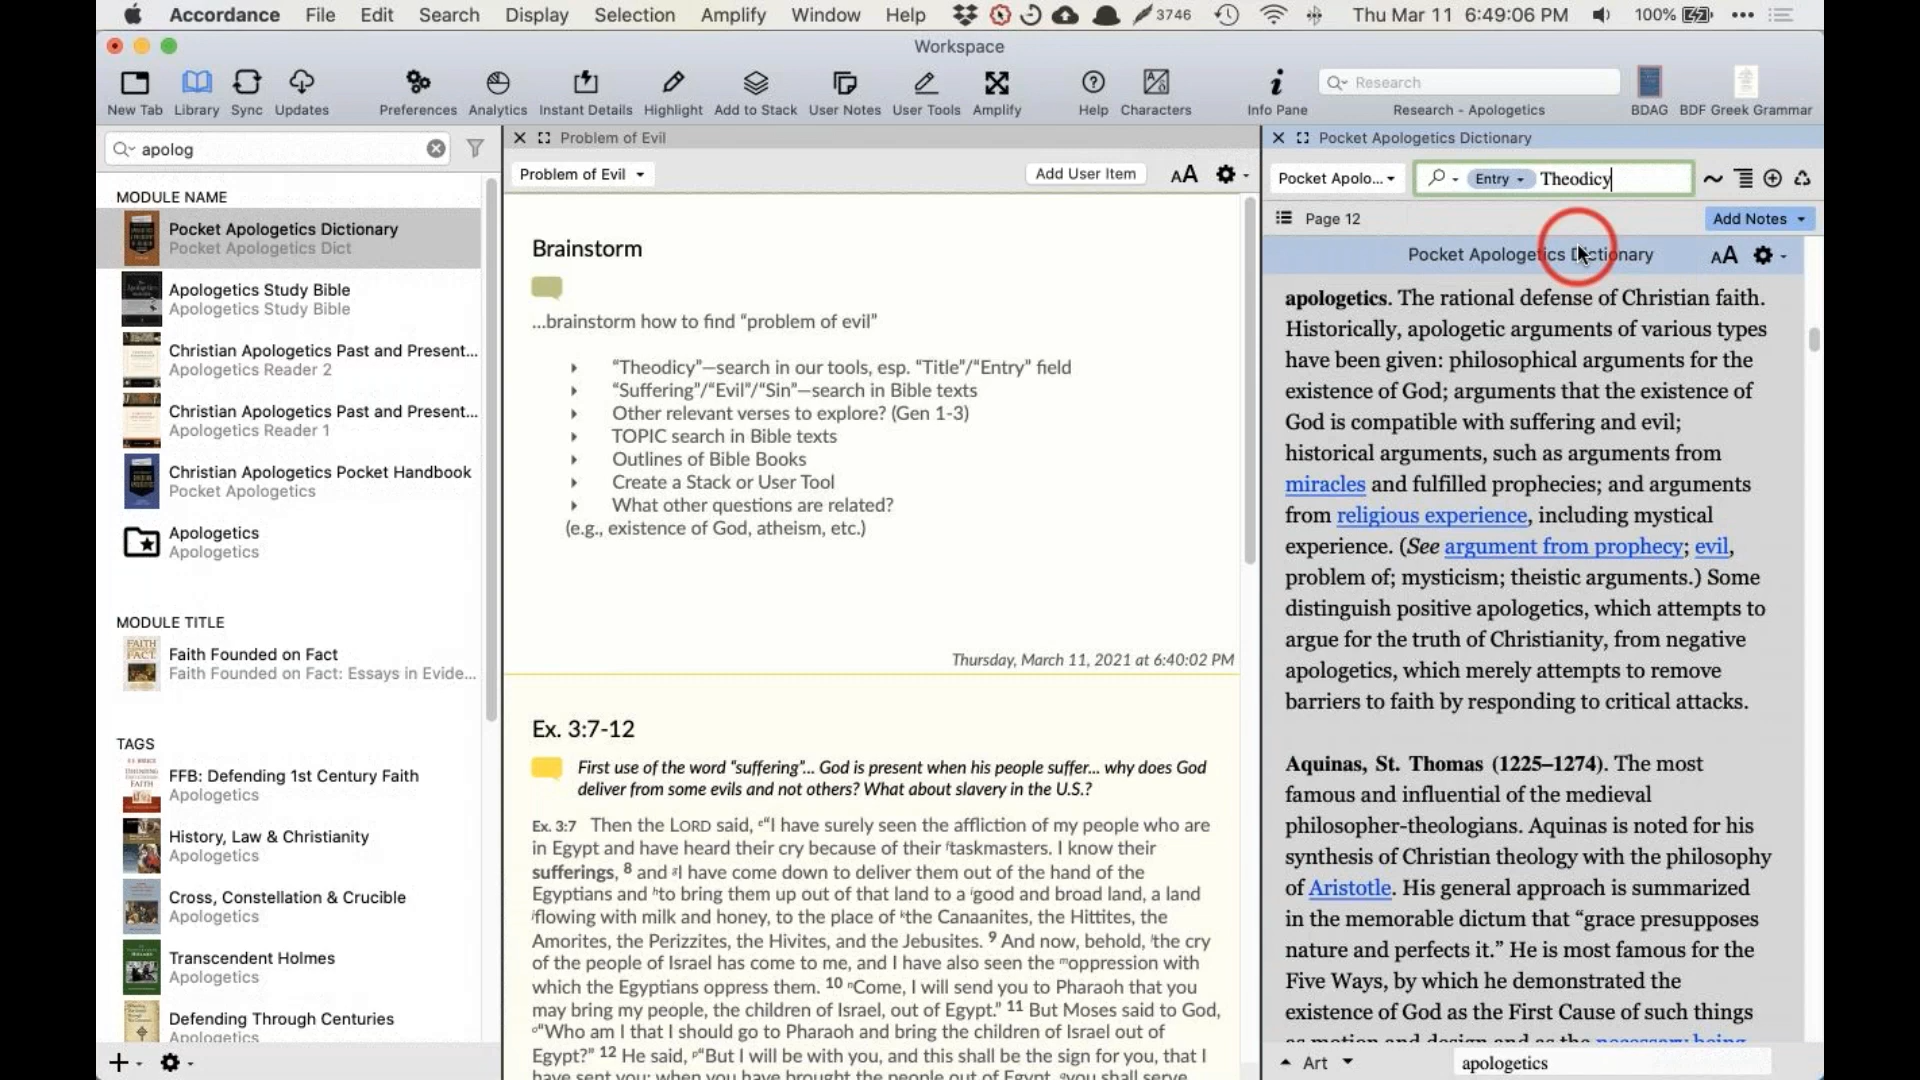 Accordance File Edit Search Display Selection Amplify Window Help 3746 Thu Mar 11 6:49:06 PM 100%
Workspace
New Tab Library Sync Updates Preferences Analytics Instant Details Highlight Add to Stack User Notes User Tools Amplify Help Characters Info Pane Research Research - Apologetics BDAG BDF Greek Grammar
apolog
MODULE NAME
Pocket Apologetics Dictionary
Pocket Apologetics Dict
Apologetics Study Bible
Apologetics Study Bible
Christian Apologetics Past and Present...
Apologetics Reader 2
Christian Apologetics Past and Present...
Apologetics Reader 1
Christian Apologetics Pocket Handbook
Pocket Apologetics
Apologetics
Apologetics
MODULE TITLE
Faith Founded on Fact
Faith Founded on Fact: Essays in Evide...
TAGS
FFB: Defending 1st Century Faith
Apologetics
History, Law & Christianity
Apologetics
Cross, Constellation & Crucible
Apologetics
Transcendent Holmes
Apologetics
Defending Through Centuries
Apologetics
Problem of Evil
Problem of Evil Add User Item AA
Brainstorm
...brainstorm how to find “problem of evil”
“Theodicy”—search in our tools, esp. “Title”/“Entry” field
“Suffering”/“Evil”/“Sin”—search in Bible texts
Other relevant verses to explore? (Gen 1-3)
TOPIC search in Bible texts
Outlines of Bible Books
Create a Stack or User Tool
What other questions are related?
(e.g., existence of God, atheism, etc.)
Thursday, March 11, 2021 at 6:40:02 PM
Ex. 3:7-12
First use of the word “suffering”... God is present when his people suffer... why does God
deliver from some evils and not others? What about slavery in the U.S.?
Ex. 3:7 Then the LORD said, “I have surely seen the affliction of my people who are
in Egypt and have heard their cry because of their taskmasters. I know their
sufferings, 8 and I have come down to deliver them out of the hand of the
Egyptians and to bring them up out of that land to a good and broad land, a land
flowing with milk and honey, to the place of the Canaanites, the Hittites, the
Amorites, the Perizzites, the Hivites, and the Jebusites. 9 And now, behold, the cry
of the people of Israel has come to me, and I have also seen the oppression with
which the Egyptians oppress them. 10 Come, I will send you to Pharaoh that you
may bring my people, the children of Israel, out of Egypt.” 11 But Moses said to God,
“Who am I that I should go to Pharaoh and bring the children of Israel out of
Egypt?” 12 He said, “But I will be with you, and this shall be the sign for you, that I
have sent you: when you have brought the people out of Egypt, you shall serve
Pocket Apologetics Dictionary
Pocket Apolo... Entry Theodicy
Page 12 Add Notes
Pocket Apologetics Dictionary AA
apologetics. The rational defense of Christian faith.
Historically, apologetic arguments of various types
have been given: philosophical arguments for the
existence of God; arguments that the existence of
God is compatible with suffering and evil;
historical arguments, such as arguments from
miracles and fulfilled prophecies; and arguments
from religious experience, including mystical
experience. (See argument from prophecy; evil,
problem of; mysticism; theistic arguments.) Some
distinguish positive apologetics, which attempts to
argue for the truth of Christianity, from negative
apologetics, which merely attempts to remove
barriers to faith by responding to critical attacks.
Aquinas, St. Thomas (1225–1274). The most
famous and influential of the medieval
philosopher-theologians. Aquinas is noted for his
synthesis of Christian theology with the philosophy
of Aristotle. His general approach is summarized
in the memorable dictum that “grace presupposes
nature and perfects it.” He is most famous for the
Five Ways, by which he demonstrated the
existence of God as the First Cause of such things
as motion and design and as the necessary being
Art apologetics